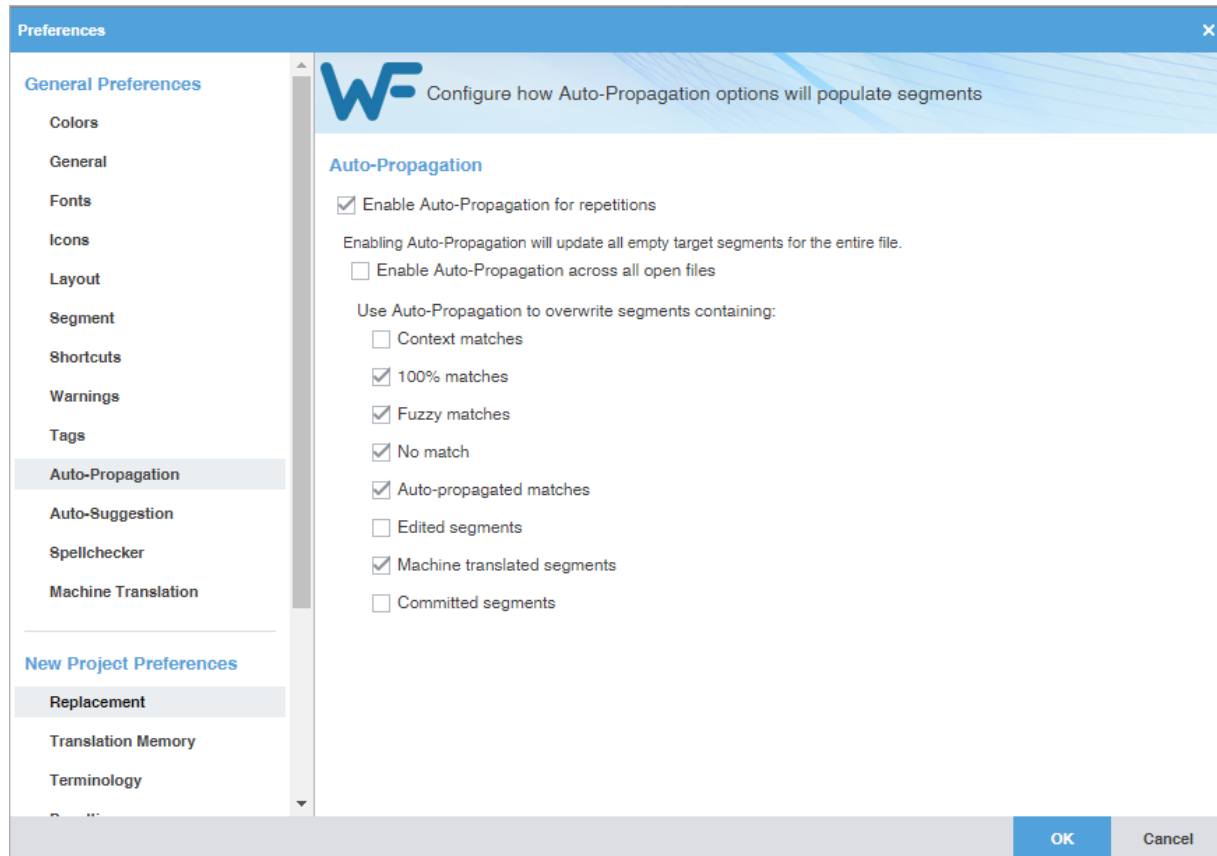 Preferences
General Preferences
Colors
General
Fonts
Icons
Layout
Segment
Shortcuts
Warnings
Tags
Auto-Propagation
Auto-Suggestion
Spellchecker
Machine Translation
New Project Preferences
Replacement
Translation Memory
Terminology
WF
Configure how Auto-Propagation options will populate segments
Auto-Propagation
Enable Auto-Propagation for repetitions
Enabling Auto-Propagation will update all empty target segments for the entire file.
Enable Auto-Propagation across all open files
Use Auto-Propagation to overwrite segments containing:
Context matches
100% matches
Fuzzy matches
No match
Auto-propagated matches
Edited segments
Machine translated segments
Committed segments
OK
Cancel